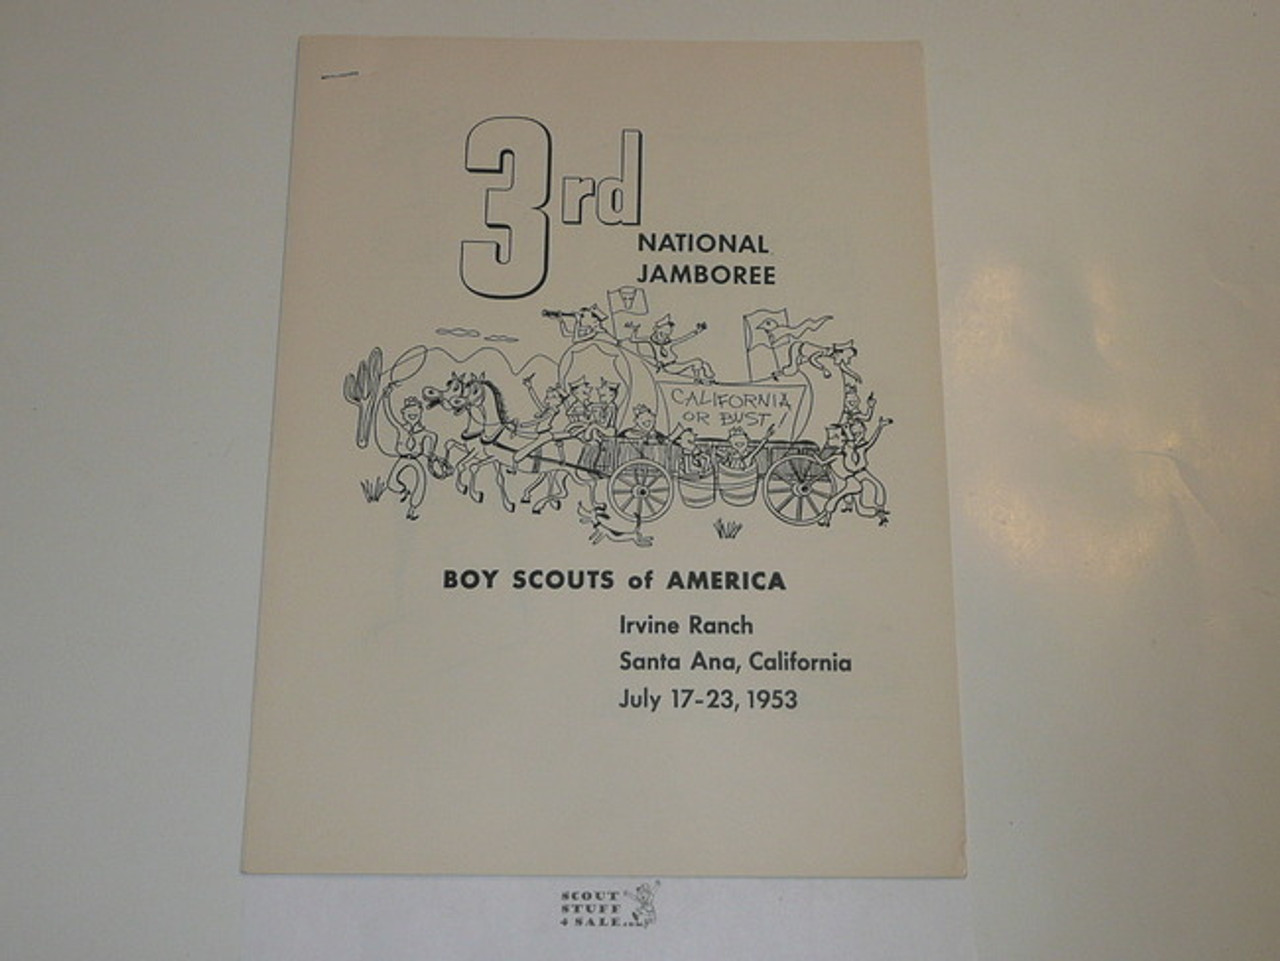 3rd
NATIONAL
JAMBOREE
CALIFORNIA
OR BUST!
BOY SCOUTS of AMERICA
Irvine Ranch
Santa Ana, California
July 17-23, 1953
SCOUT
STUFF
4 SALE.com